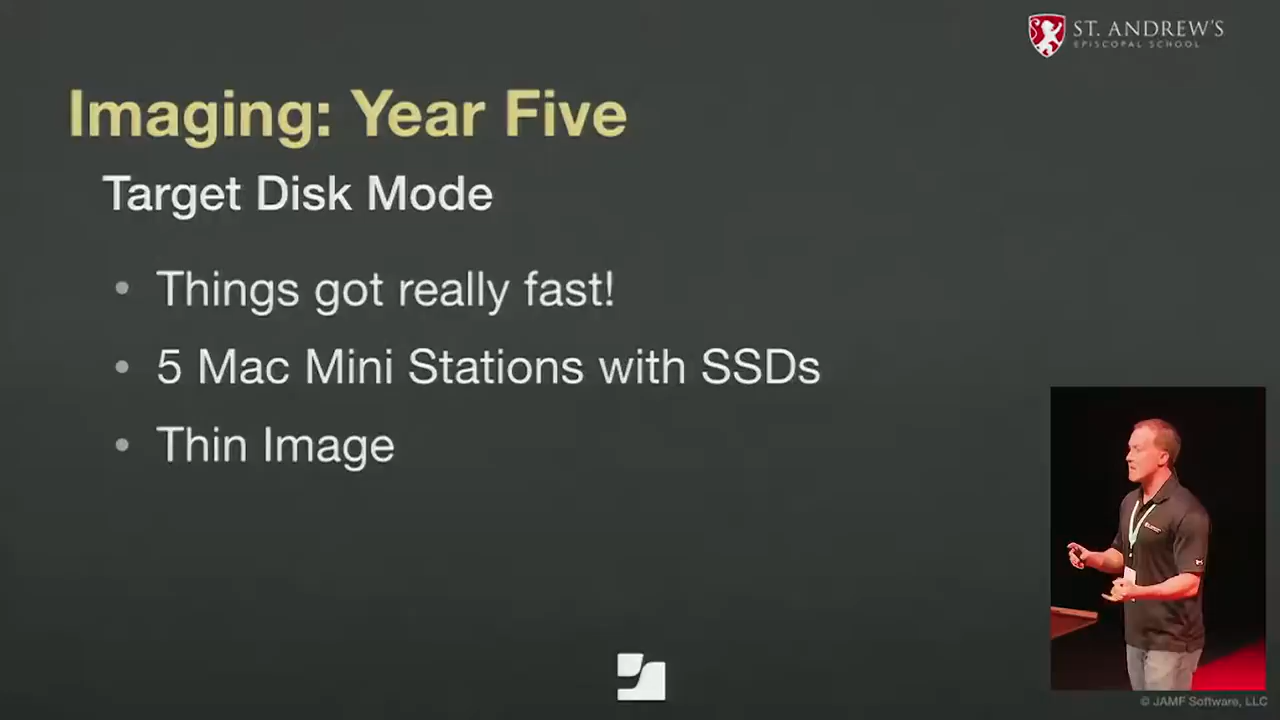 ST. ANDREW'S
EPISCOPAL SCHOOL
Imaging: Year Five
Target Disk Mode
• Things got really fast!
• 5 Mac Mini Stations with SSDs
• Thin Image
© JAMF Software, LLC